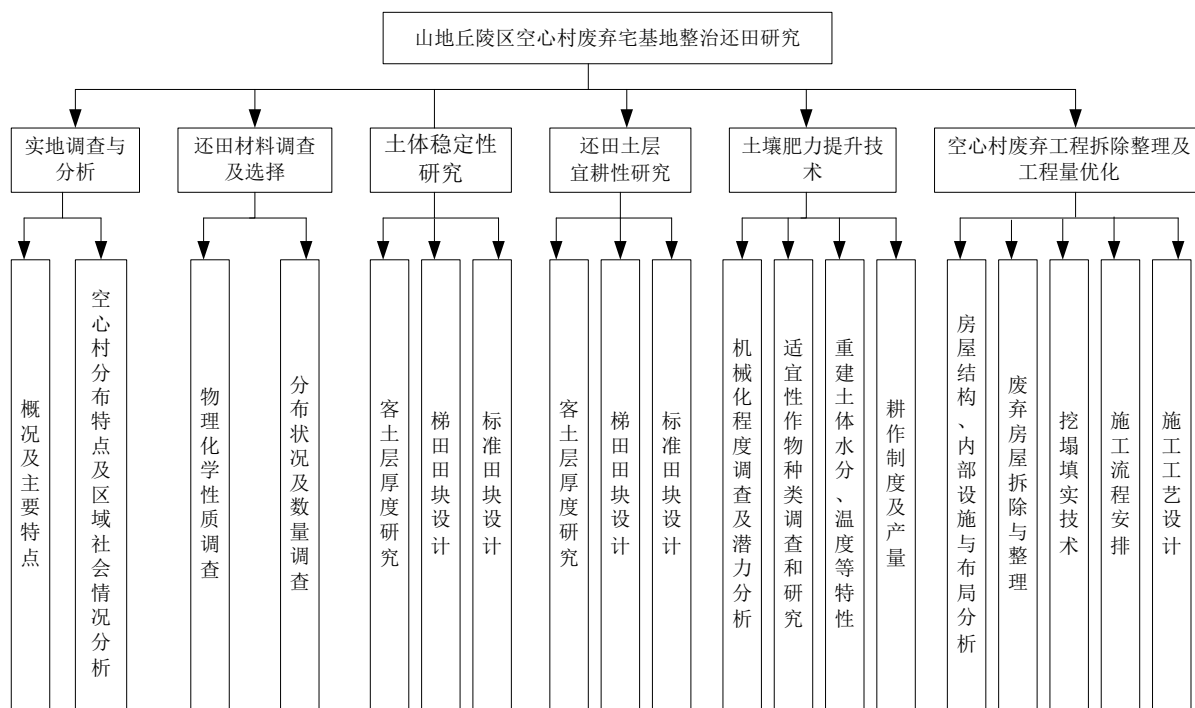 山地丘陵区空心村废弃宅基地整治还田研究
实地调查与
分析
还田材料调查
及选择
土体稳定性
研究
还田土层
宜耕性研究
土壤肥力提升技
术
空心村废弃工程拆除整理及
工程量优化
概况及主要特点
空心村分布特点及区域社会情况分析
物理化学性质调查
分布状况及数量调查
客土层厚度研究
梯田田块设计
标准田块设计
客土层厚度研究
梯田田块设计
标准田块设计
机械化程度调查及潜力分析
适宜性作物种类调查和研究
重建土体水分、温度等特性
耕作制度及产量
房屋结构、内部设施与布局分析
废弃房屋拆除与整理
挖塌填实技术
施工流程安排
施工工艺设计